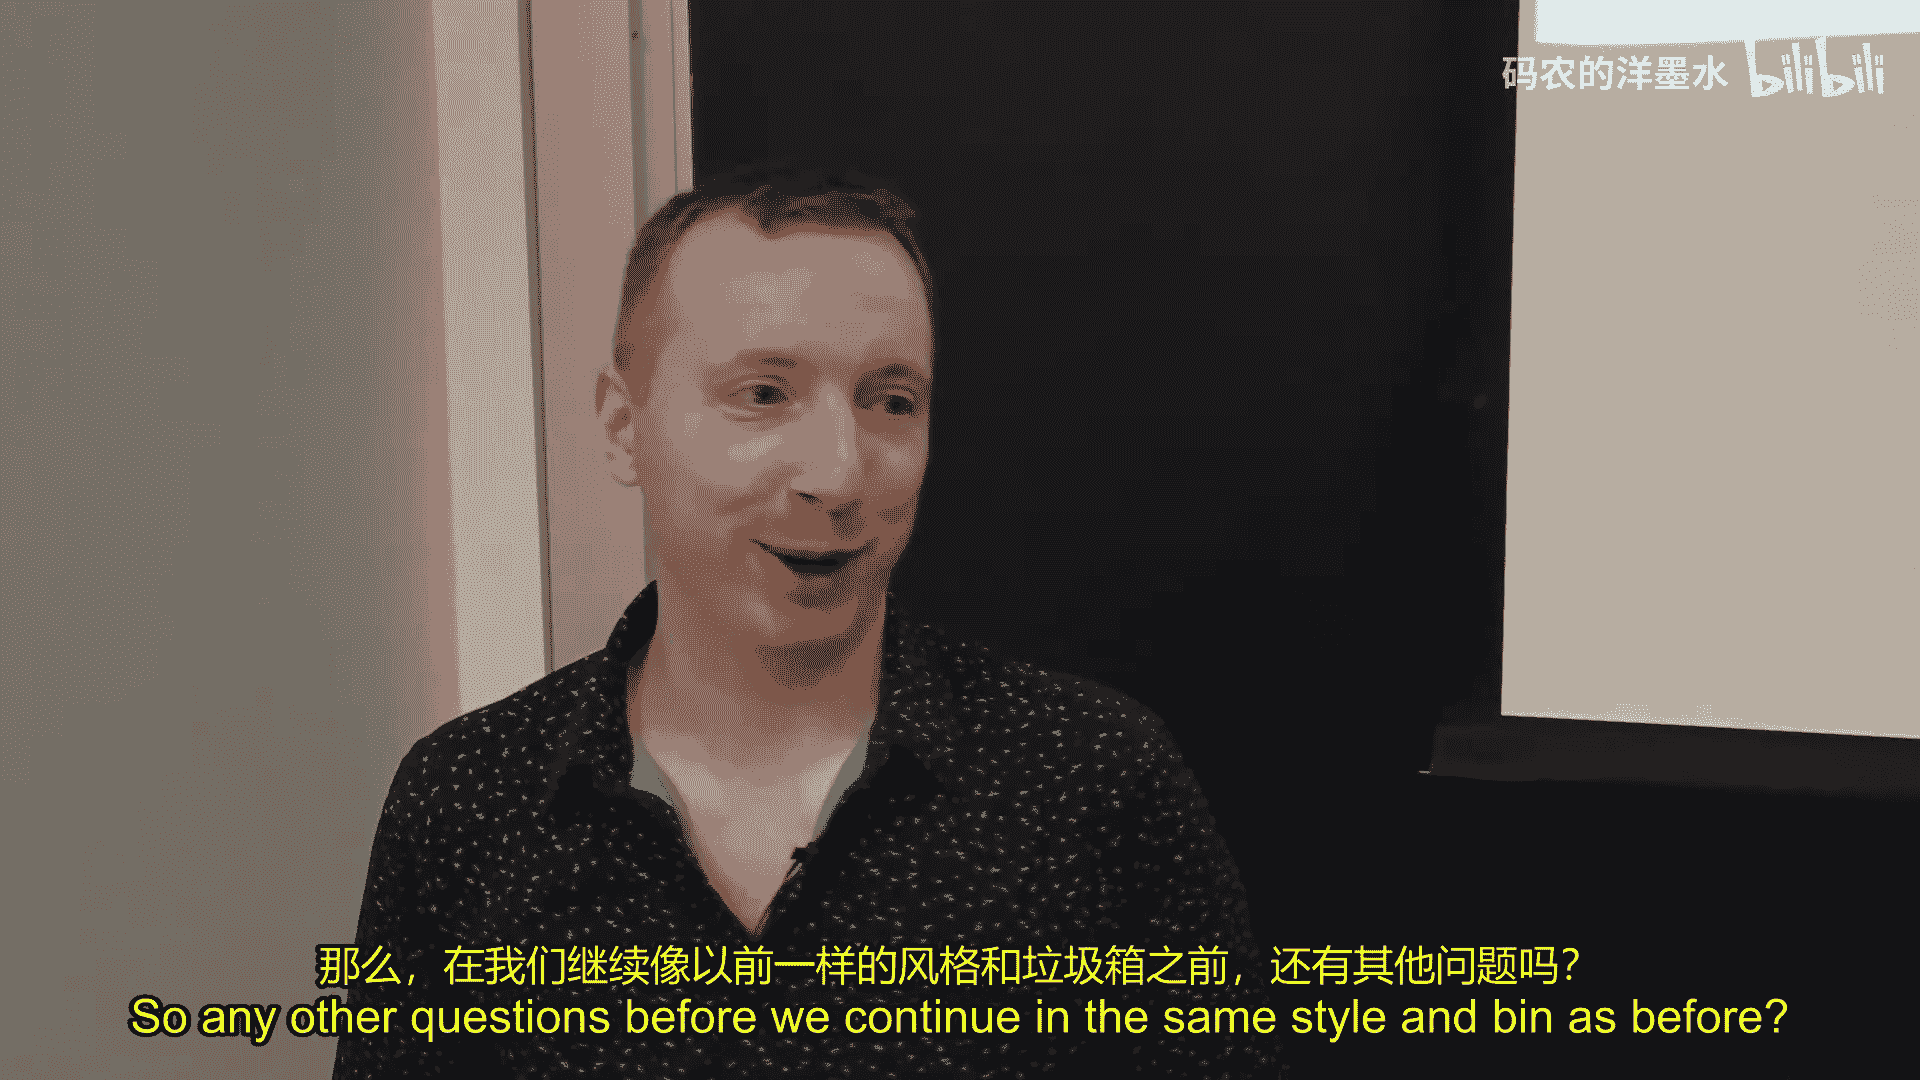 码农的洋墨水 bilibili
那么，在我们继续像以前一样的风格和垃圾箱之前，还有其他问题吗？
So any other questions before we continue in the same style and bin as before?